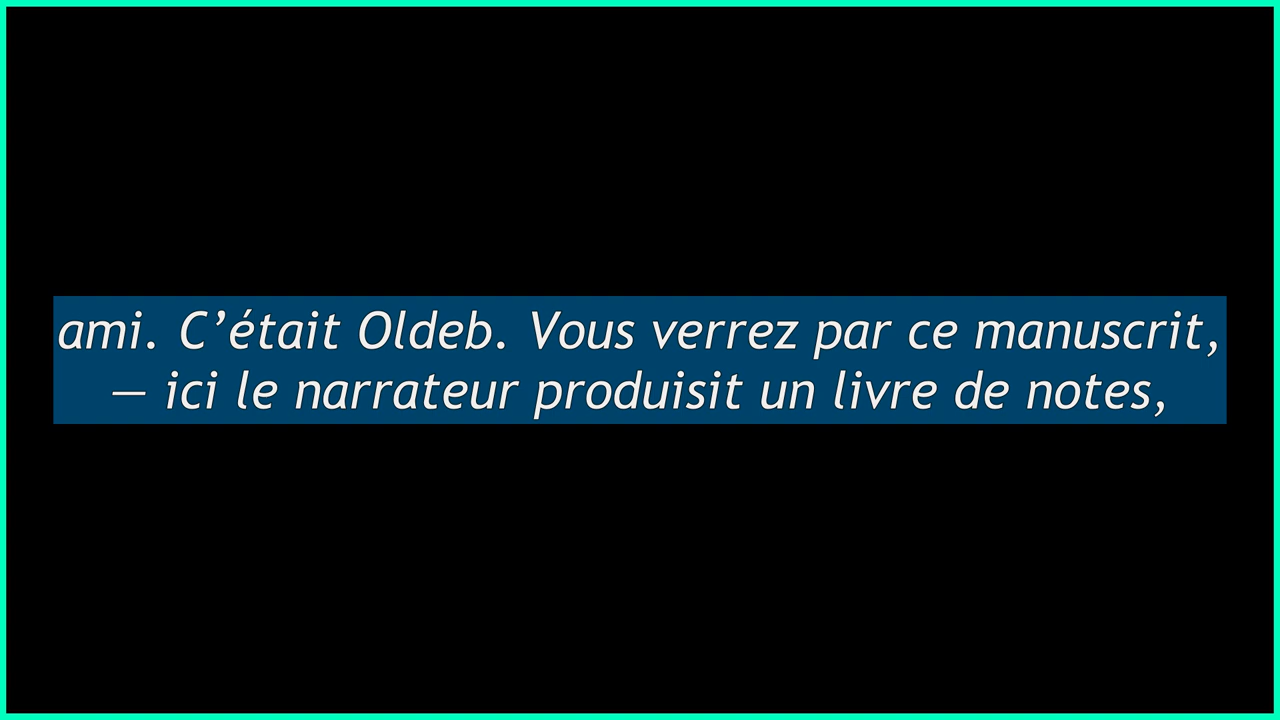 ami. C’était Oldeb. Vous verrez par ce manuscrit,
— ici le narrateur produisit un livre de notes,